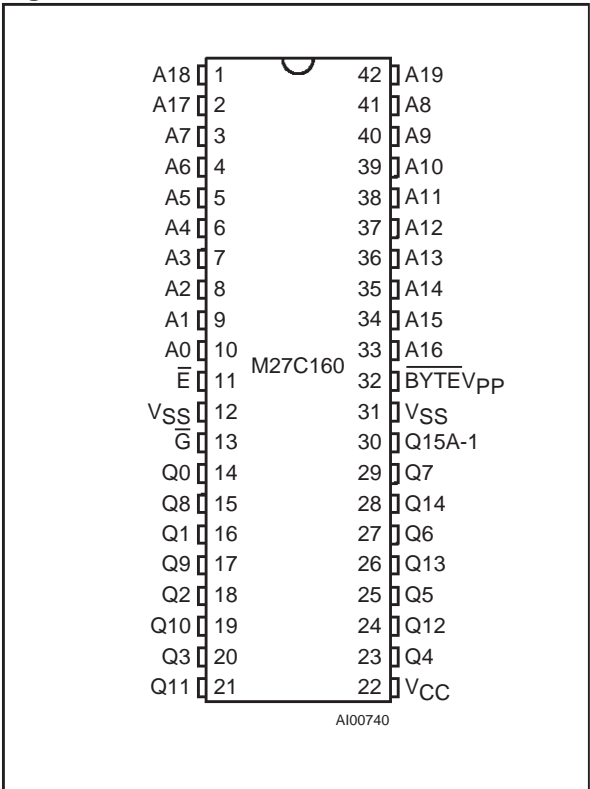 A18 1 42 A19
A17 2 41 A8
A7 3 40 A9
A6 4 39 A10
A5 5 38 A11
A4 6 37 A12
A3 7 36 A13
A2 8 35 A14
A1 9 34 A15
A0 10 33 A16
M27C160
E̅ 11 32 B̅Y̅T̅E̅VPP
VSS 12 31 VSS
G̅ 13 30 Q15A-1
Q0 14 29 Q7
Q8 15 28 Q14
Q1 16 27 Q6
Q9 17 26 Q13
Q2 18 25 Q5
Q10 19 24 Q12
Q3 20 23 Q4
Q11 21 22 VCC
AI00740